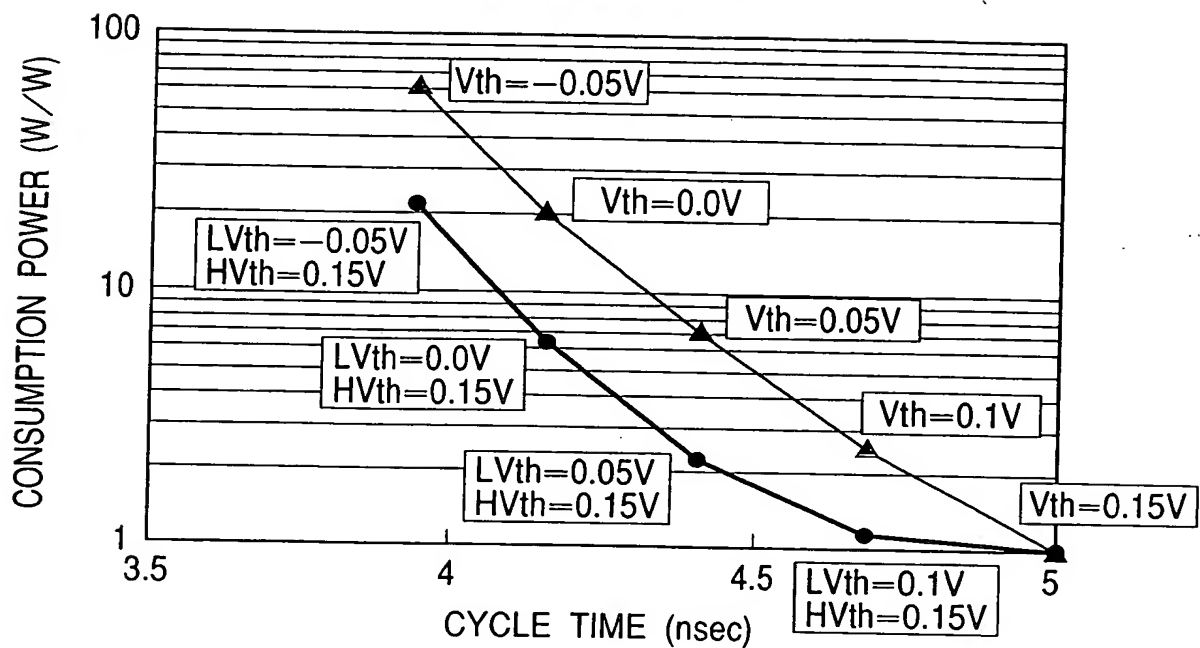 CONSUMPTION POWER (W/W)
100
10
1
Vth=−0.05V
Vth=0.0V
LVth=−0.05V
HVth=0.15V
Vth=0.05V
LVth=0.0V
HVth=0.15V
Vth=0.1V
LVth=0.05V
HVth=0.15V
Vth=0.15V
LVth=0.1V
HVth=0.15V
3.5
4
4.5
5
CYCLE TIME (nsec)